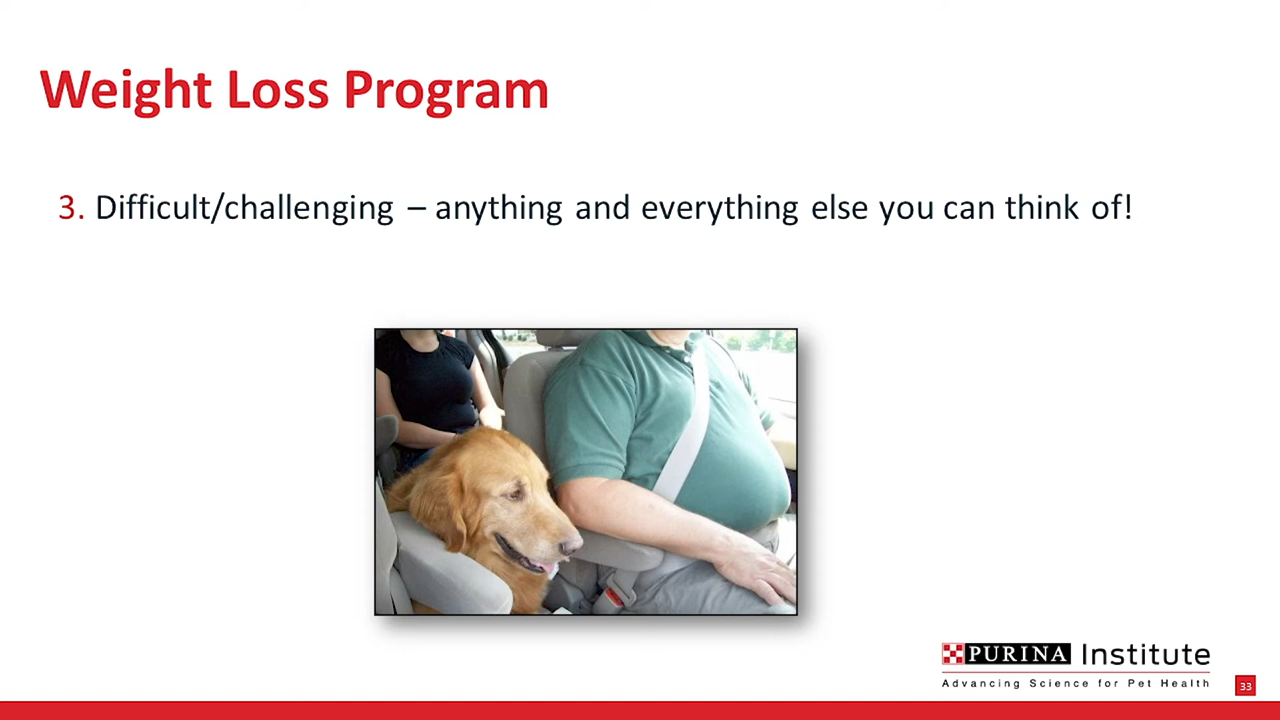 Weight Loss Program
3. Difficult/challenging – anything and everything else you can think of!
PURINA Institute
Advancing Science for Pet Health
33